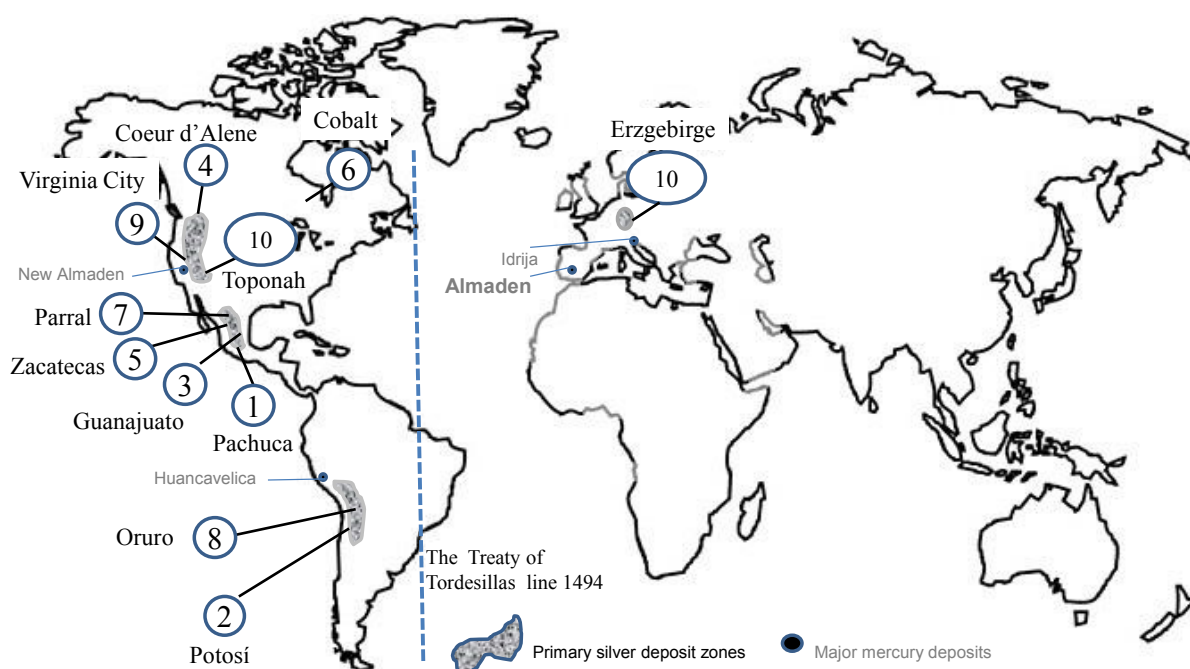 Cobalt
Coeur d’Alene
Erzgebirge
4
6
10
Virginia City
9
10
Idrija
New Almaden
Toponah
Almaden
Parral
7
Zacatecas
5
3
1
Guanajuato
Pachuca
Huancavelica
Oruro
8
The Treaty of
Tordesillas line 1494
2
Potosí
Primary silver deposit zones
Major mercury deposits